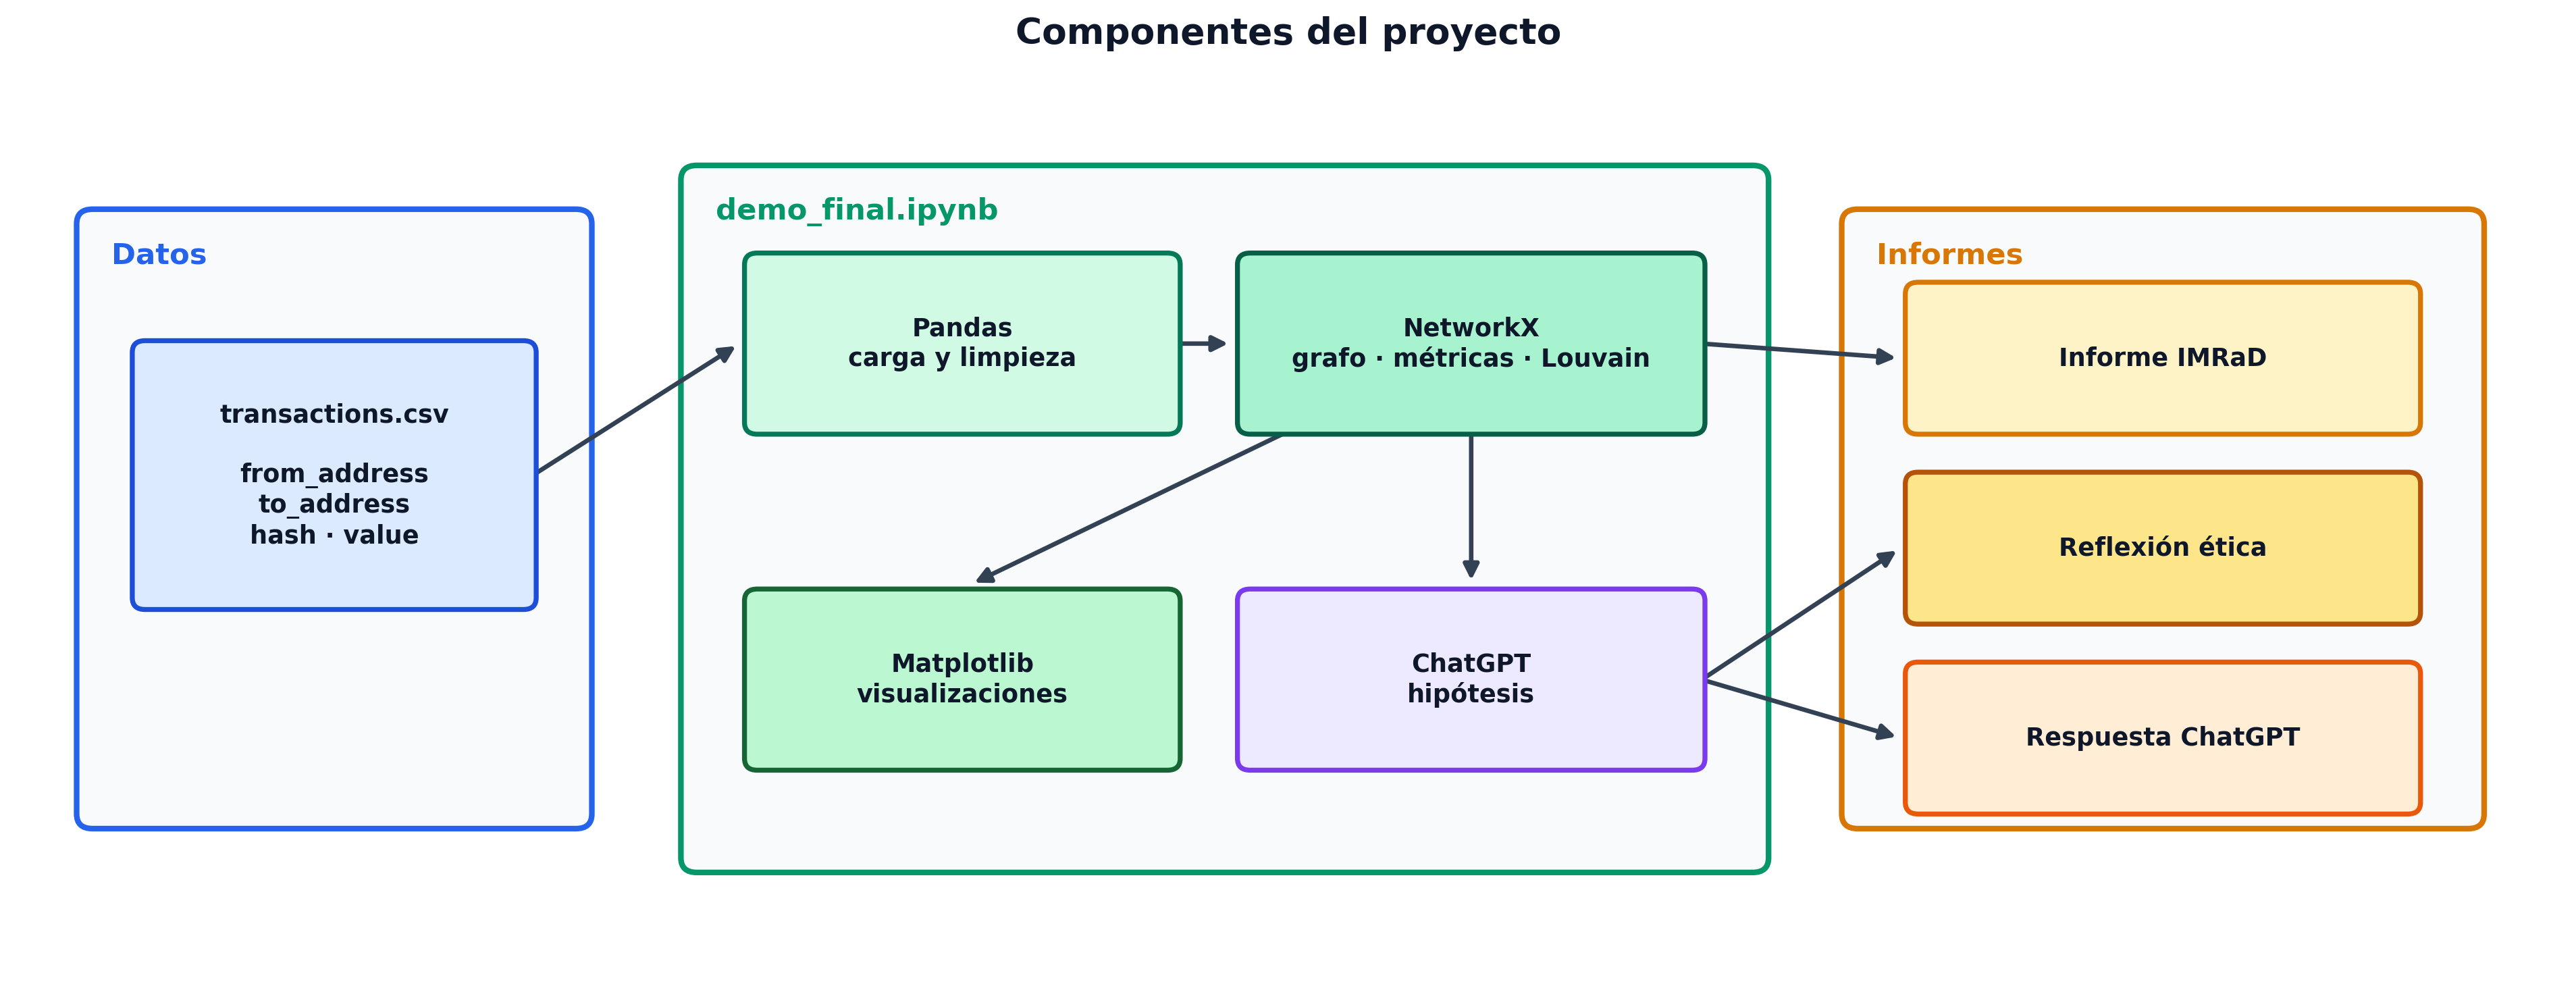 Componentes del proyecto
Datos
transactions.csv
from_address
to_address
hash · value
demo_final.ipynb
Pandas
carga y limpieza
NetworkX
grafo · métricas · Louvain
Matplotlib
visualizaciones
ChatGPT
hipótesis
Informes
Informe IMRaD
Reflexión ética
Respuesta ChatGPT